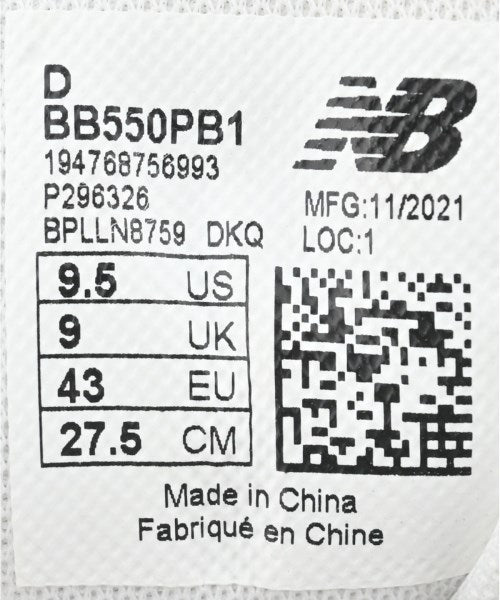 D
BB550PB1
194768756993
P296326
BPLLN8759 DKQ
NB
MFG:11/2021
LOC:1
9.5 US
9 UK
43 EU
27.5 CM
Made in China
Fabriqué en Chine